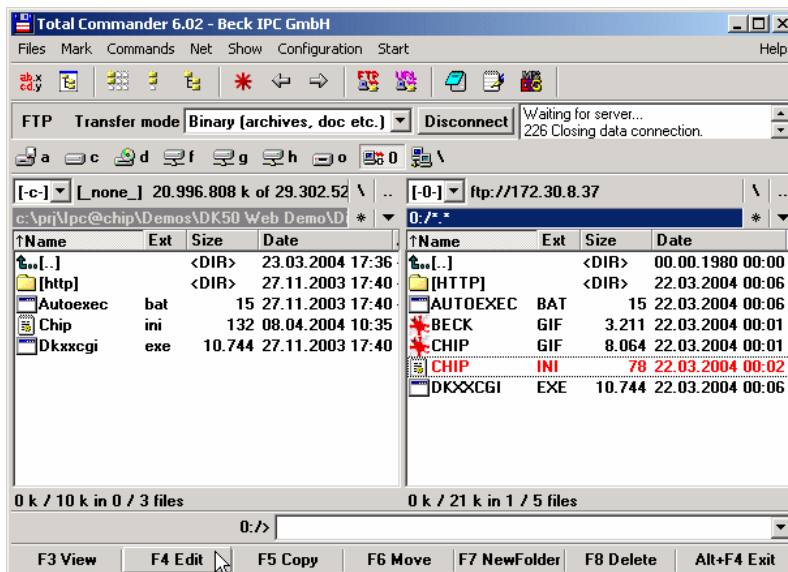 Total Commander 6.02 - Beck IPC GmbH
Files Mark Commands Net Show Configuration Start Help
FTP Transfer mode Binary (archives, doc etc.) Disconnect Waiting for server...
226 Closing data connection.
a c d f g h o 0 \
[-c-] [_none_] 20.996.808 k of 29.302.52 \ .. [-0-] ftp://172.30.8.37 \ ..
c:\prj\Ipc@chip\Demos\DK50 Web Demo\Di * 0:/*.* *
↑Name Ext Size Date ↑Name Ext Size Date
..[..] <DIR> 23.03.2004 17:36 ..[..] <DIR> 00.00.1980 00:00
[http] <DIR> 27.11.2003 17:40 [HTTP] <DIR> 22.03.2004 00:06
Autoexec bat 15 27.11.2003 17:40 AUTOEXEC BAT 15 22.03.2004 00:06
Chip ini 132 08.04.2004 10:35 BECK GIF 3.211 22.03.2004 00:01
Dkxxcgi exe 10.744 27.11.2003 17:40 CHIP GIF 8.064 22.03.2004 00:01
CHIP INI 78 22.03.2004 00:02
DKXXCGI EXE 10.744 22.03.2004 00:06
0 k / 10 k in 0 / 3 files 0 k / 21 k in 1 / 5 files
0:/>
F3 View F4 Edit F5 Copy F6 Move F7 NewFolder F8 Delete Alt+F4 Exit